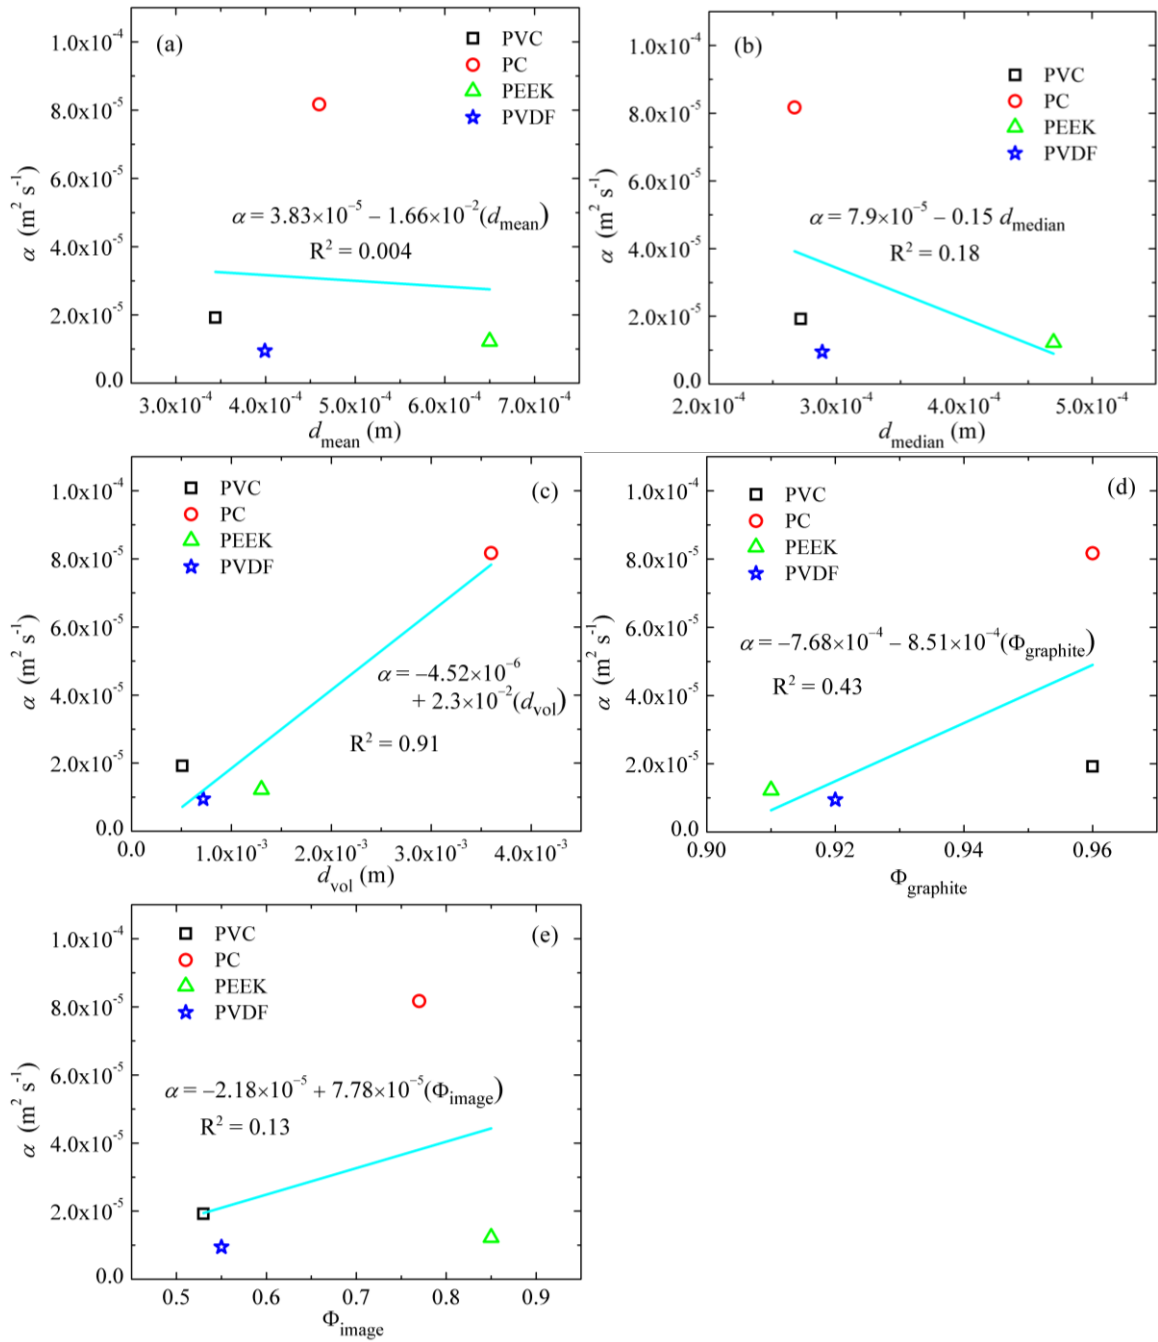 (a)
PVC
PC
PEEK
PVDF
1.0x10⁻⁴
8.0x10⁻⁵
6.0x10⁻⁵
4.0x10⁻⁵
2.0x10⁻⁵
0.0
α (m² s⁻¹)
α = 3.83×10⁻⁵ – 1.66×10⁻²(d_mean)
R² = 0.004
3.0x10⁻⁴ 4.0x10⁻⁴ 5.0x10⁻⁴ 6.0x10⁻⁴ 7.0x10⁻⁴
d_mean (m)
(b)
PVC
PC
PEEK
PVDF
1.0x10⁻⁴
8.0x10⁻⁵
6.0x10⁻⁵
4.0x10⁻⁵
2.0x10⁻⁵
0.0
α (m² s⁻¹)
α = 7.9×10⁻⁵ – 0.15 d_median
R² = 0.18
2.0x10⁻⁴ 3.0x10⁻⁴ 4.0x10⁻⁴ 5.0x10⁻⁴
d_median (m)
(c)
PVC
PC
PEEK
PVDF
1.0x10⁻⁴
8.0x10⁻⁵
6.0x10⁻⁵
4.0x10⁻⁵
2.0x10⁻⁵
0.0
α (m² s⁻¹)
α = –4.52×10⁻⁶
+ 2.3×10⁻²(d_vol)
R² = 0.91
0.0 1.0x10⁻³ 2.0x10⁻³ 3.0x10⁻³ 4.0x10⁻³
d_vol (m)
(d)
PVC
PC
PEEK
PVDF
1.0x10⁻⁴
8.0x10⁻⁵
6.0x10⁻⁵
4.0x10⁻⁵
2.0x10⁻⁵
0.0
α (m² s⁻¹)
α = –7.68×10⁻⁴ – 8.51×10⁻⁴(Φ_graphite)
R² = 0.43
0.90 0.92 0.94 0.96
Φ_graphite
(e)
PVC
PC
PEEK
PVDF
1.0x10⁻⁴
8.0x10⁻⁵
6.0x10⁻⁵
4.0x10⁻⁵
2.0x10⁻⁵
0.0
α (m² s⁻¹)
α = –2.18×10⁻⁵ + 7.78×10⁻⁵(Φ_image)
R² = 0.13
0.5 0.6 0.7 0.8 0.9
Φ_image